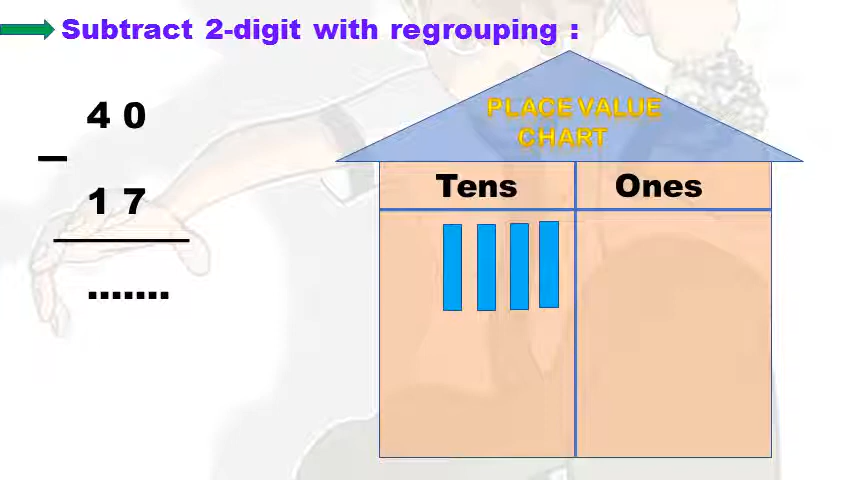 Subtract 2-digit with regrouping :
4 0
–
1 7
.......
PLACE VALUE
CHART
Tens Ones